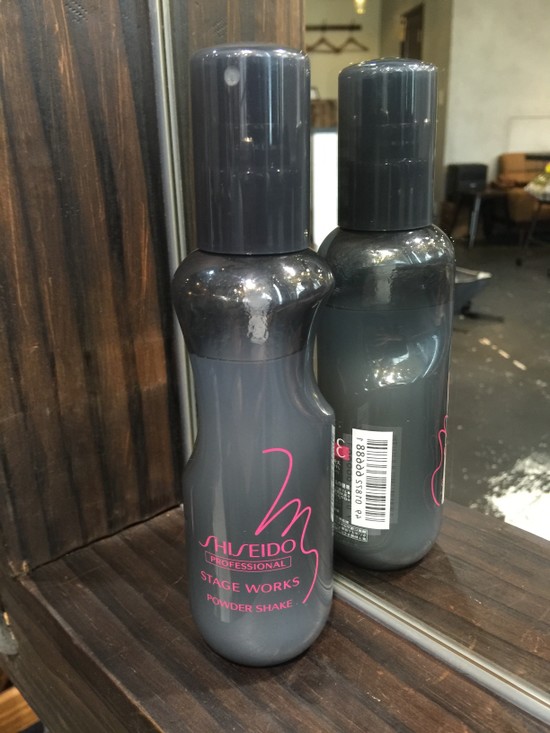 SHISEIDO
PROFESSIONAL
STAGE WORKS
POWDER SHAKE